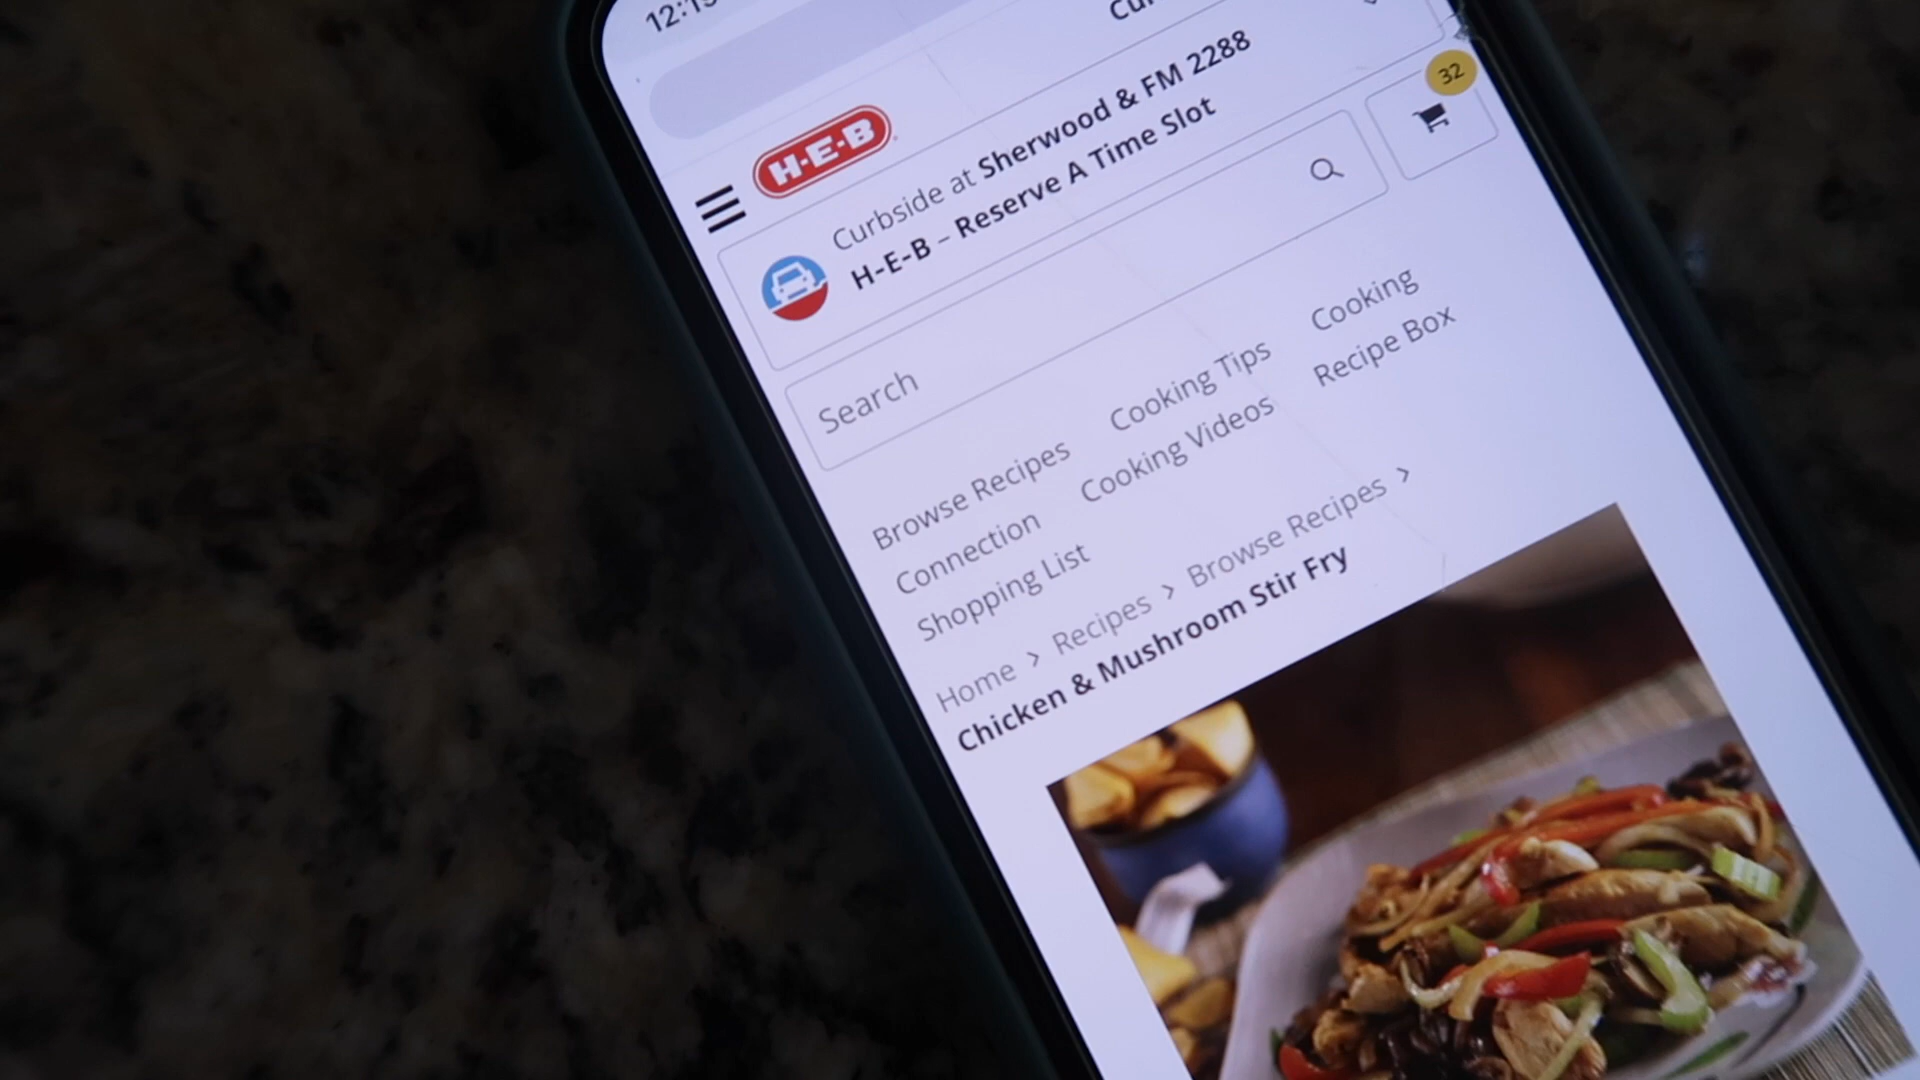 H-E-B
32
Curbside at Sherwood & FM 2288
H-E-B – Reserve A Time Slot
Search
Browse Recipes Cooking Tips Cooking
Connection Cooking Videos Recipe Box
Shopping List
Home > Recipes > Browse Recipes >
Chicken & Mushroom Stir Fry